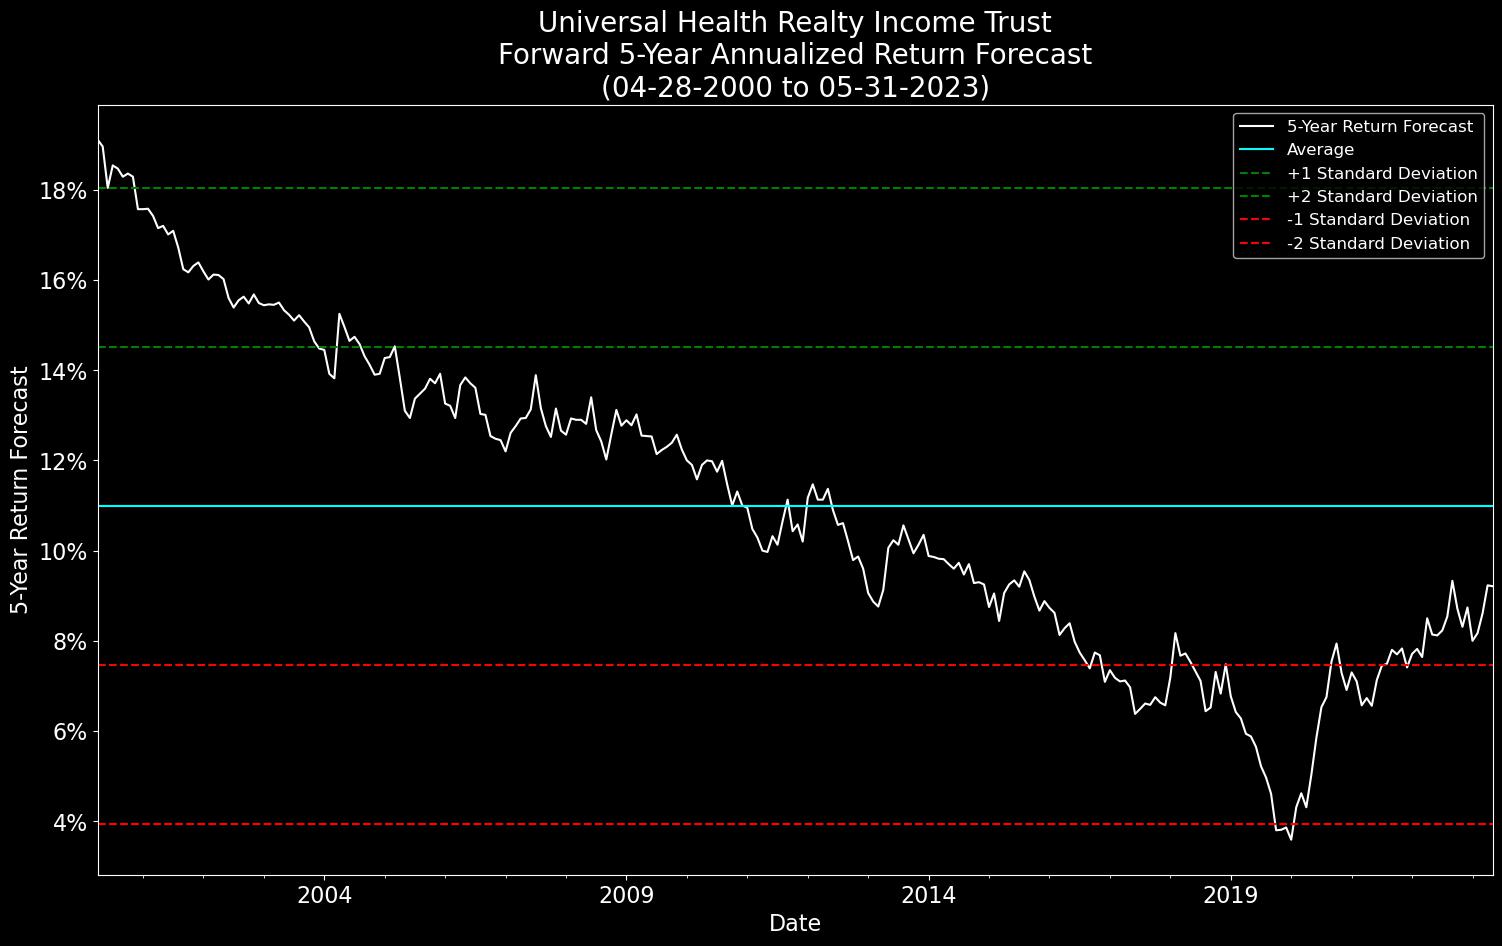 Universal Health Realty Income Trust
Forward 5-Year Annualized Return Forecast
(04-28-2000 to 05-31-2023)
5-Year Return Forecast
Average
+1 Standard Deviation
+2 Standard Deviation
-1 Standard Deviation
-2 Standard Deviation
18%
16%
14%
12%
10%
8%
6%
4%
5-Year Return Forecast
2004
2009
2014
2019
Date